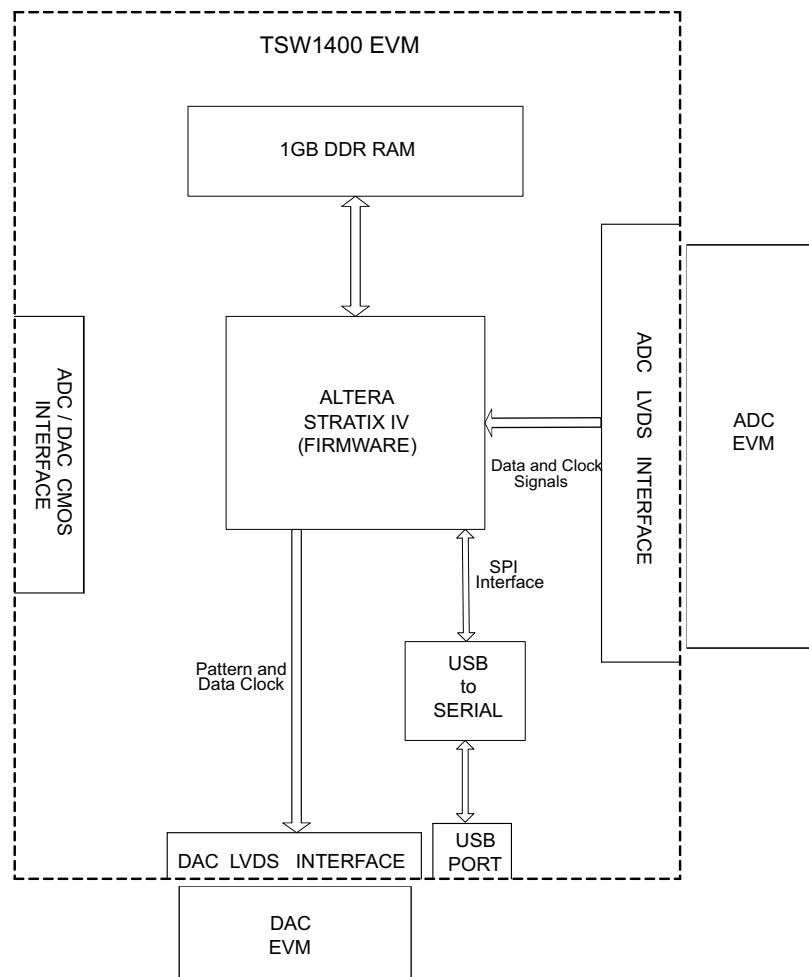 TSW1400 EVM
1GB DDR RAM
ADC / DAC CMOS
INTERFACE
ALTERA
STRATIX IV
(FIRMWARE)
Data and Clock
Signals
ADC LVDS INTERFACE
ADC
EVM
SPI
Interface
Pattern and
Data Clock
USB
to
SERIAL
DAC LVDS INTERFACE
USB
PORT
DAC
EVM